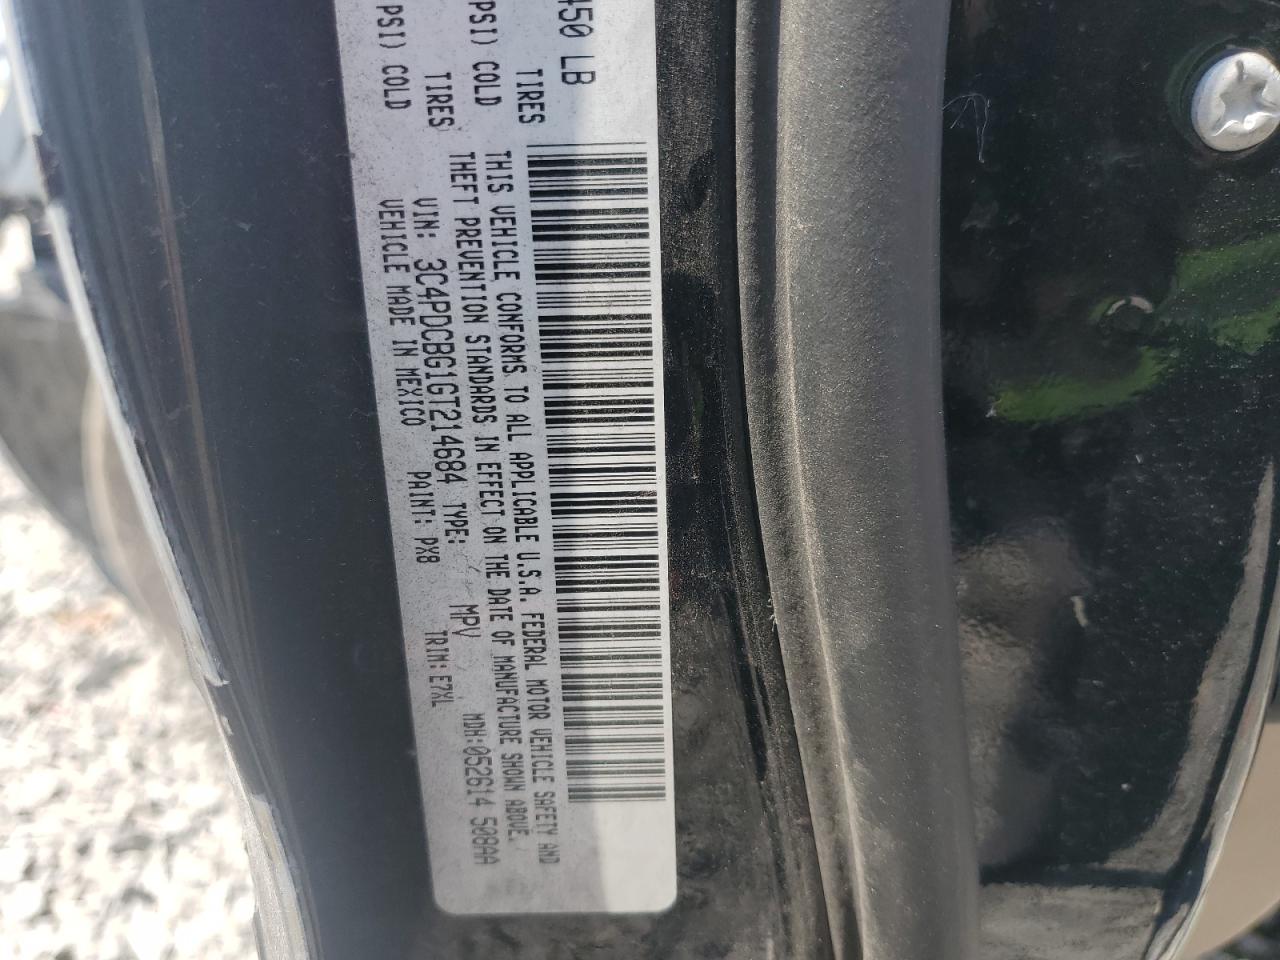 450 LB
TIRES
PSI) COLD
TIRES
PSI) COLD
THIS VEHICLE CONFORMS TO ALL APPLICABLE U.S.A. FEDERAL MOTOR VEHICLE SAFETY AND
THEFT PREVENTION STANDARDS IN EFFECT ON THE DATE OF MANUFACTURE SHOWN ABOVE.
VIN: 3C4PDCBG1GT214684 TYPE: MPV MDH:052614 508AA
VEHICLE MADE IN MEXICO PAINT: PX8 TRIM: E7XL